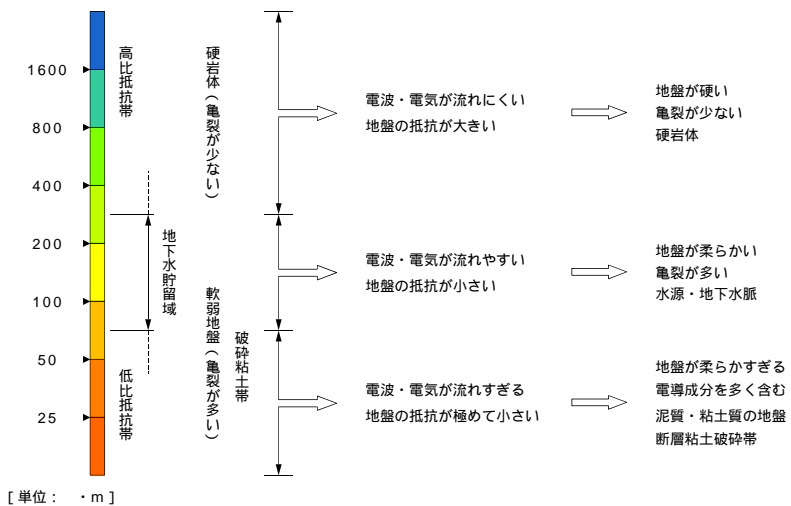 1600
800
400
200
100
50
25
[ 単位：　・m ]
高比抵抗帯
低比抵抗帯
地下水貯留域
硬岩体（亀裂が少ない）
軟弱地盤（亀裂が多い）
破砕粘土帯
電波・電気が流れにくい
地盤の抵抗が大きい
地盤が硬い
亀裂が少ない
硬岩体
電波・電気が流れやすい
地盤の抵抗が小さい
地盤が柔らかい
亀裂が多い
水源・地下水脈
電波・電気が流れすぎる
地盤の抵抗が極めて小さい
地盤が柔らかすぎる
電導成分を多く含む
泥質・粘土質の地盤
断層粘土破砕帯